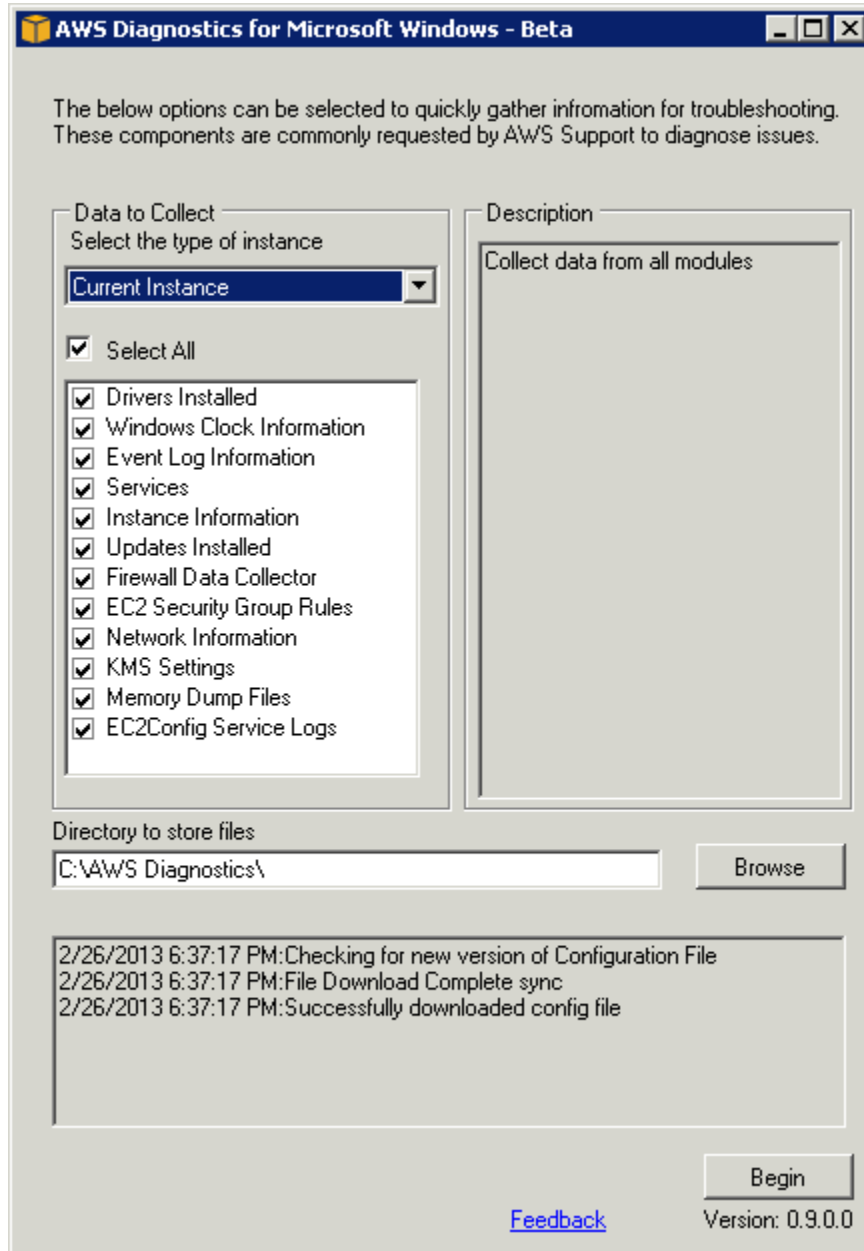 AWS Diagnostics for Microsoft Windows - Beta
The below options can be selected to quickly gather infromation for troubleshooting.
These components are commonly requested by AWS Support to diagnose issues.
Data to Collect
Select the type of instance
Current Instance
Select All
Drivers Installed
Windows Clock Information
Event Log Information
Services
Instance Information
Updates Installed
Firewall Data Collector
EC2 Security Group Rules
Network Information
KMS Settings
Memory Dump Files
EC2Config Service Logs
Description
Collect data from all modules
Directory to store files
C:\AWS Diagnostics\
Browse
2/26/2013 6:37:17 PM:Checking for new version of Configuration File
2/26/2013 6:37:17 PM:File Download Complete sync
2/26/2013 6:37:17 PM:Successfully downloaded config file
Begin
Feedback
Version: 0.9.0.0